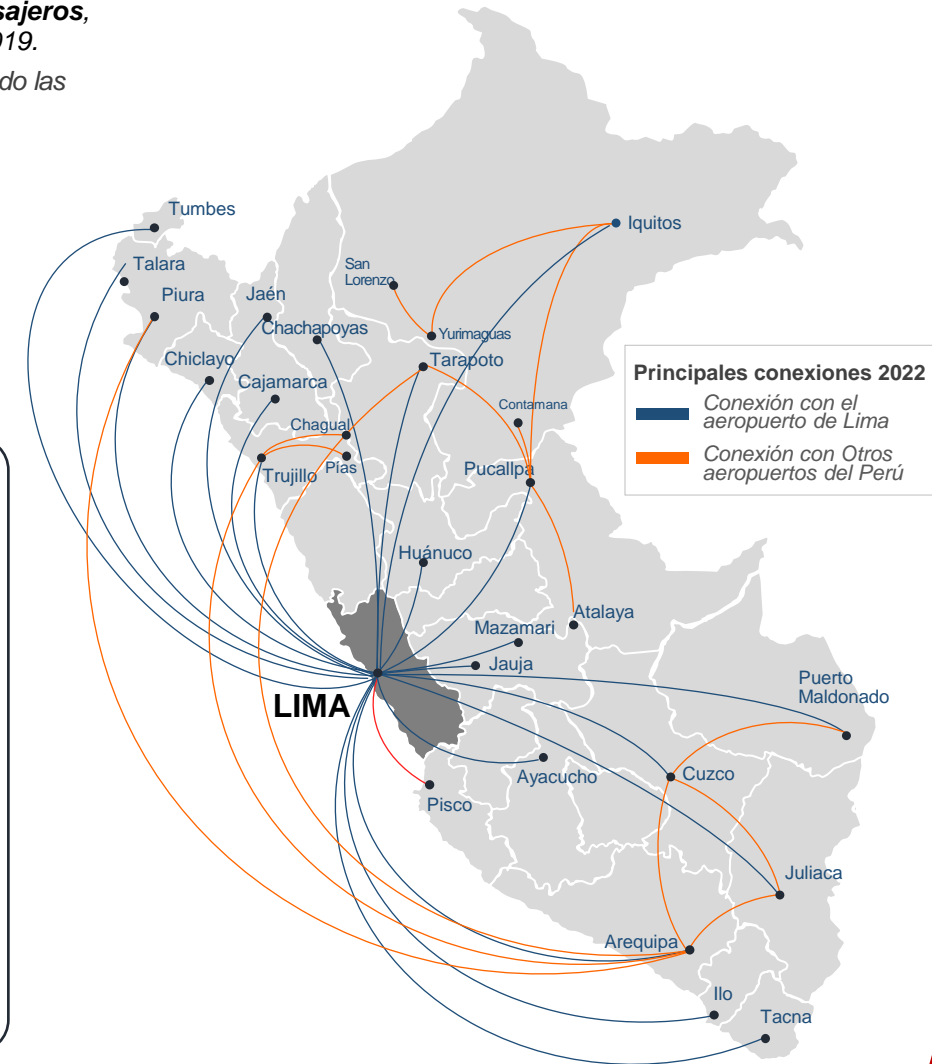 sajeros,
019.
do las
Tumbes
Iquitos
Talara
San
Lorenzo
Piura
Jaén
Chachapoyas
Yurimaguas
Chiclayo
Tarapoto
Cajamarca
Contamana
Chagual
Pías
Trujillo
Pucallpa
Principales conexiones 2022
Conexión con el
aeropuerto de Lima
Conexión con Otros
aeropuertos del Perú
Huánuco
Atalaya
Mazamari
Jauja
Puerto
Maldonado
LIMA
Ayacucho
Cuzco
Pisco
Juliaca
Arequipa
Ilo
Tacna